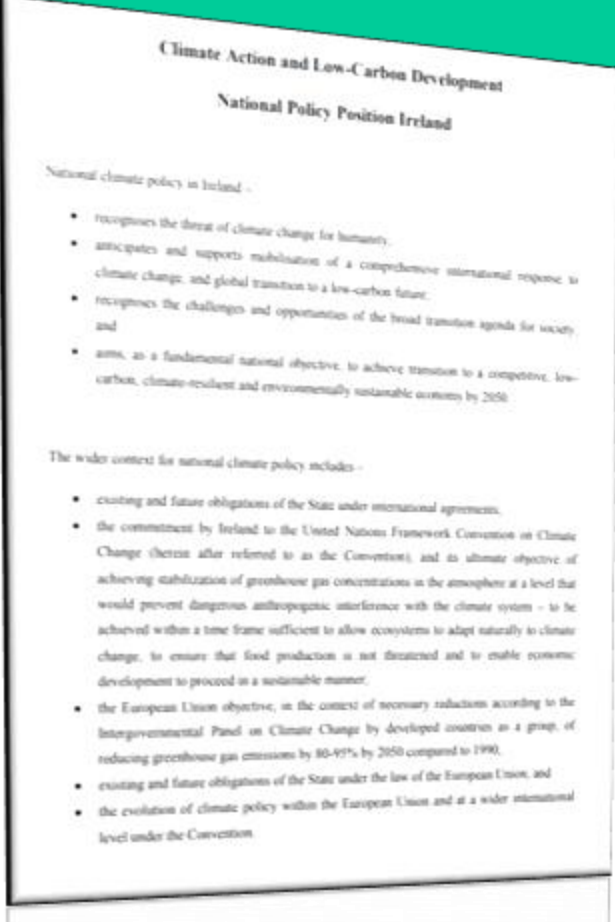 Climate Action and Low-Carbon Development
National Policy Position Ireland
National climate policy in Ireland –
• recognises the threat of climate change for humanity,
• anticipates and supports mobilisation of a comprehensive international response to
climate change, and global transition to a low-carbon future,
• recognises the challenges and opportunities of the broad transition agenda for society
and
• aims, as a fundamental national objective, to achieve transition to a competitive, low-
carbon, climate-resilient and environmentally sustainable economy by 2050
The wider context for national climate policy includes –
• existing and future obligations of the State under international agreements,
• the commitment by Ireland to the United Nations Framework Convention on Climate
Change (herein after referred to as the Convention), and its ultimate objective of
achieving stabilization of greenhouse gas concentrations in the atmosphere at a level that
would prevent dangerous anthropogenic interference with the climate system – to be
achieved within a time frame sufficient to allow ecosystems to adapt naturally to climate
change, to ensure that food production is not threatened and to enable economic
development to proceed in a sustainable manner,
• the European Union objective, in the context of necessary reductions according to the
Intergovernmental Panel on Climate Change by developed countries as a group, of
reducing greenhouse gas emissions by 80-95% by 2050 compared to 1990,
• existing and future obligations of the State under the law of the European Union, and
• the evolution of climate policy within the European Union and at a wider international
level under the Convention